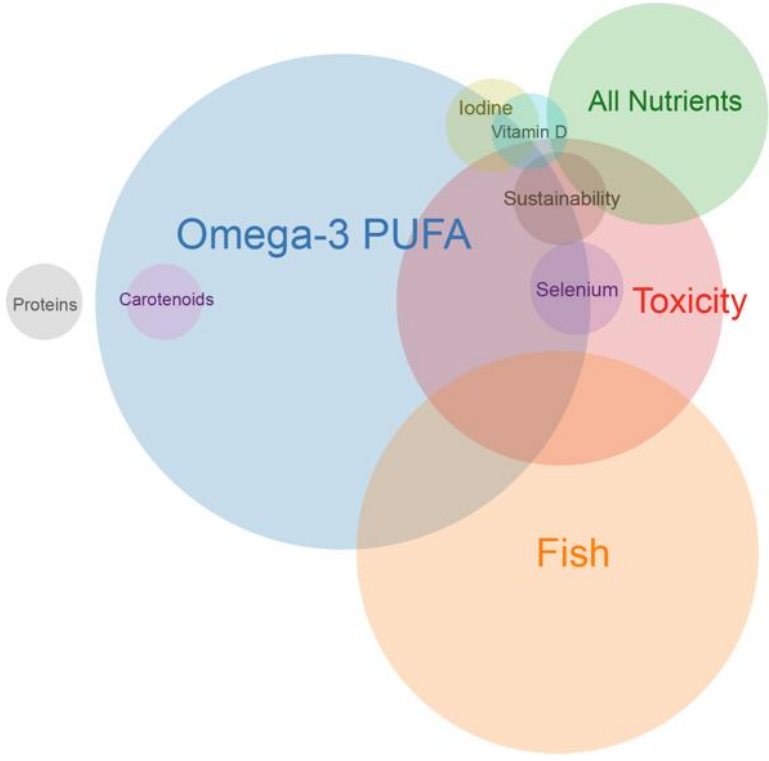 All Nutrients
Iodine
Vitamin D
Sustainability
Omega-3 PUFA
Selenium
Toxicity
Carotenoids
Proteins
Fish